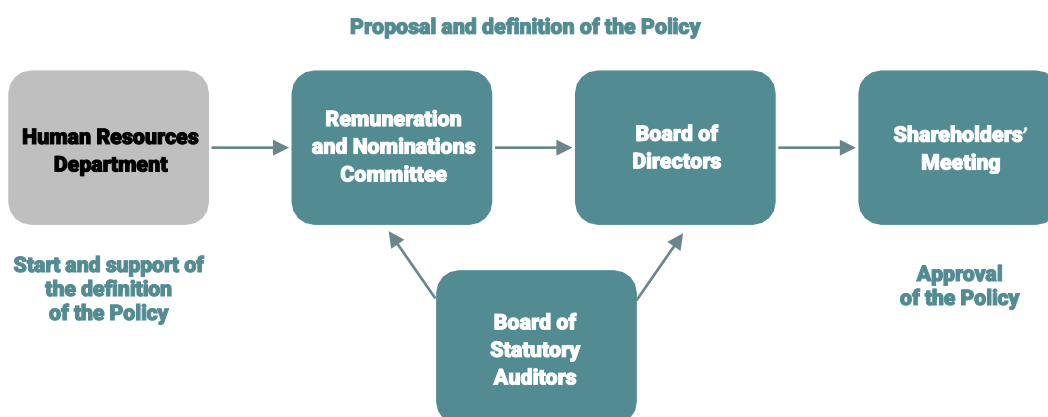 Proposal and definition of the Policy
Human Resources
Department
Remuneration
and Nominations
Committee
Board of
Directors
Shareholders’
Meeting
Start and support of
the definition
of the Policy
Approval
of the Policy
Board of
Statutory
Auditors